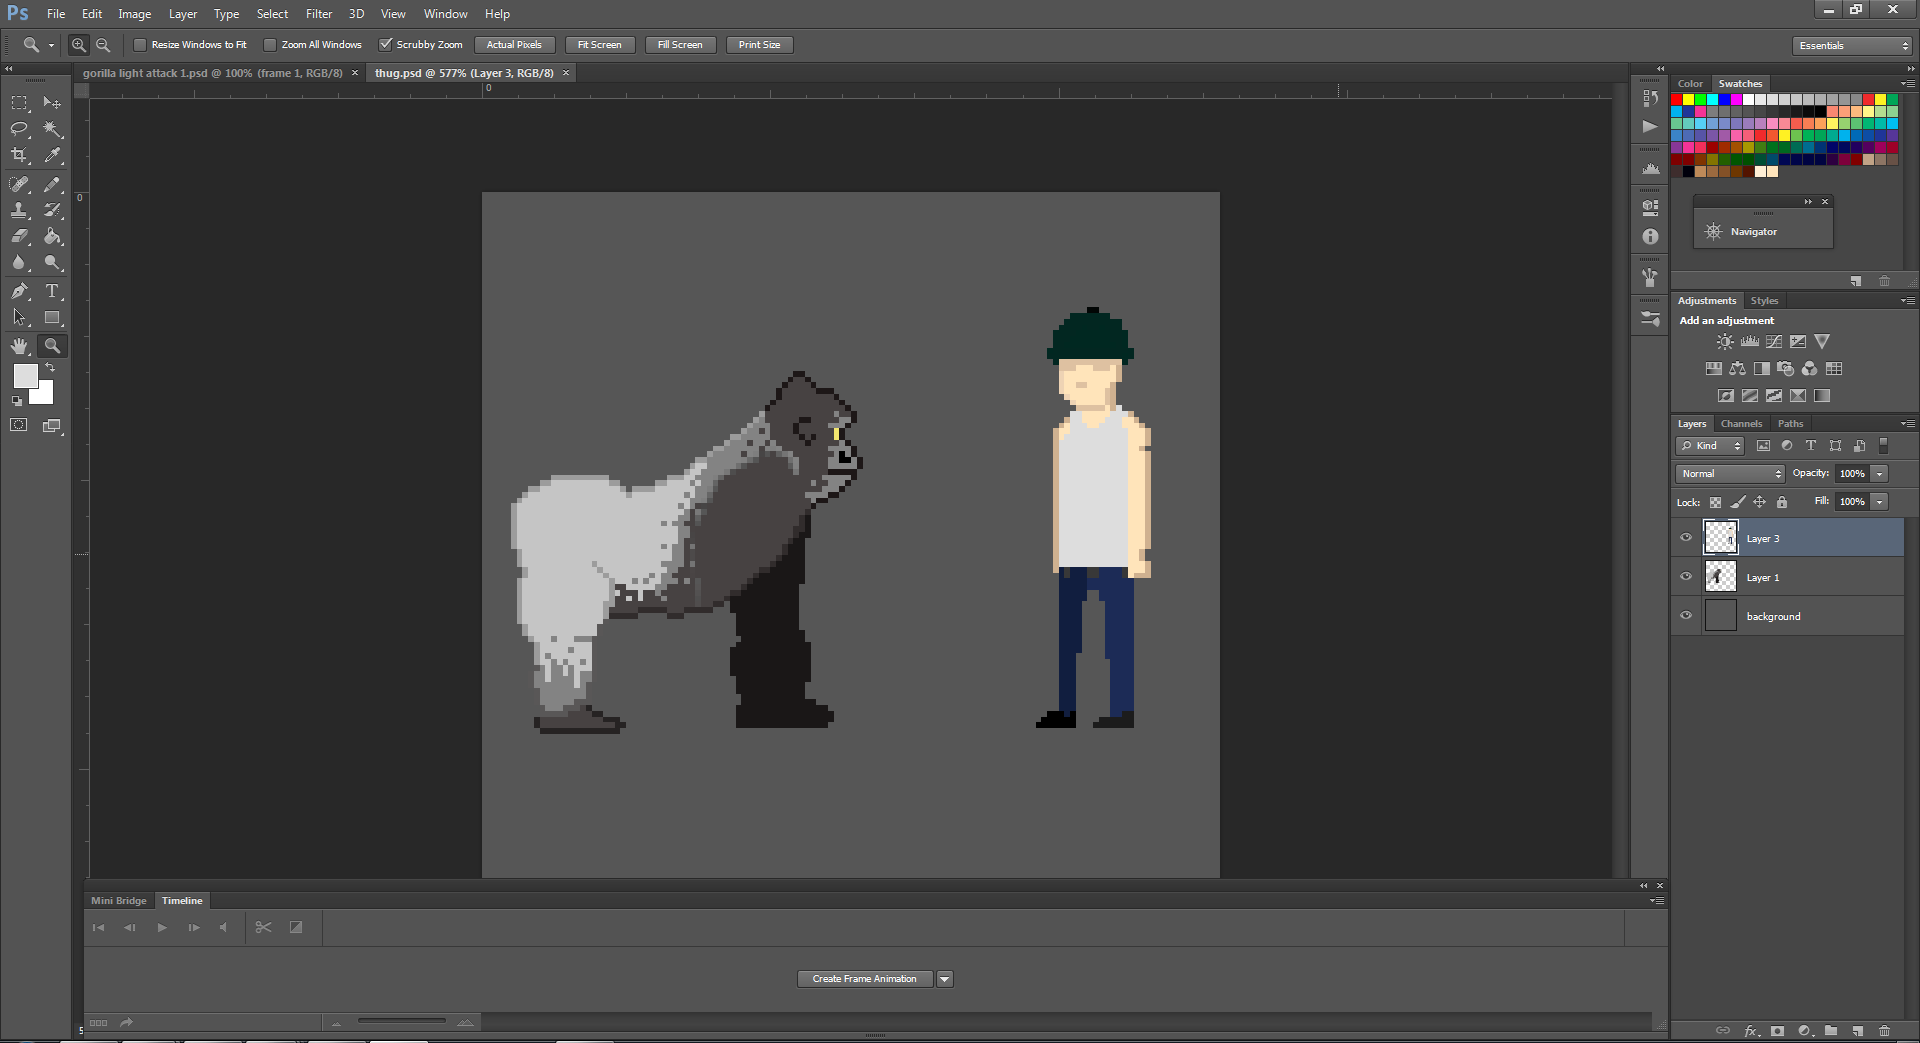 Ps File Edit Image Layer Type Select Filter 3D View Window Help
Resize Windows to Fit Zoom All Windows Scrubby Zoom Actual Pixels Fit Screen Fill Screen Print Size Essentials
gorilla light attack 1.psd @ 100% (frame 1, RGB/8) × thug.psd @ 577% (Layer 3, RGB/8) ×
0
0
Color Swatches
Navigator
Adjustments Styles
Add an adjustment
Layers Channels Paths
Kind
Normal Opacity: 100%
Lock: Fill: 100%
Layer 3
Layer 1
background
Mini Bridge Timeline
Create Frame Animation
fx